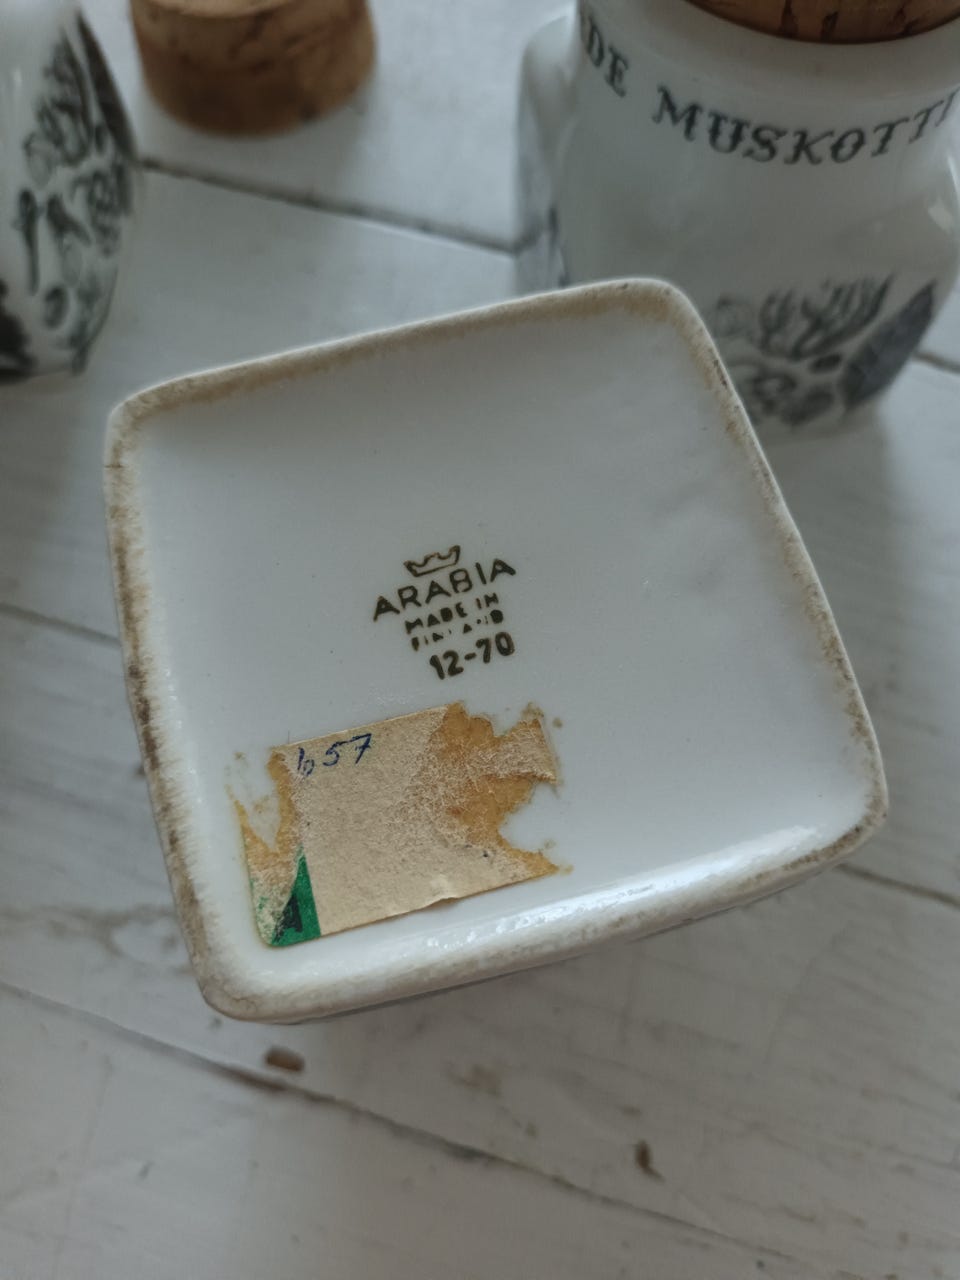 DE MUSKOTT
ARABIA
MADE IN
FINLAND
12-70
657